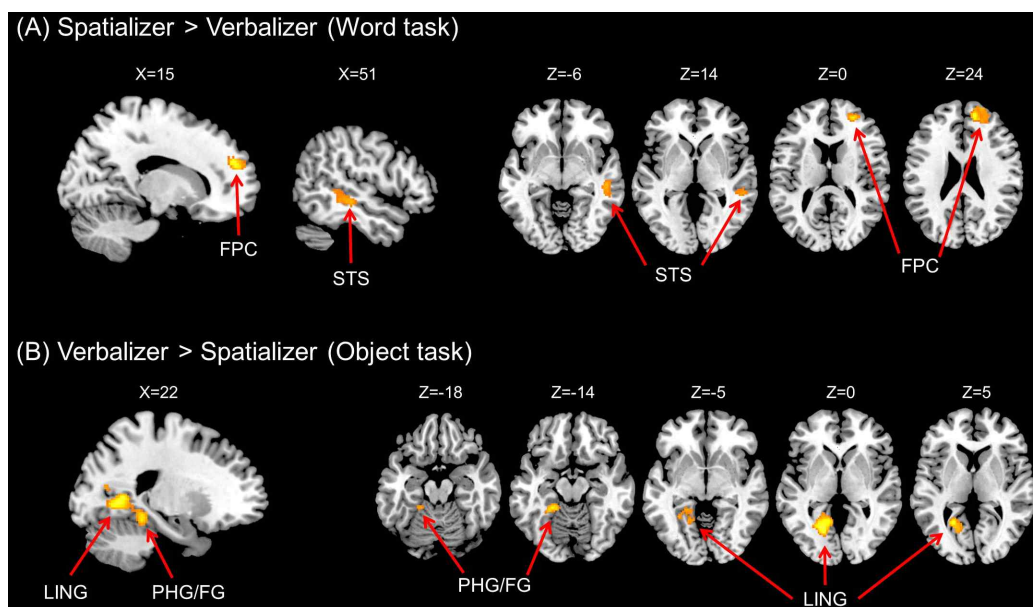 (A) Spatializer > Verbalizer (Word task)
X=15 X=51 Z=-6 Z=14 Z=0 Z=24
FPC STS STS FPC
(B) Verbalizer > Spatializer (Object task)
X=22 Z=-18 Z=-14 Z=-5 Z=0 Z=5
LING PHG/FG PHG/FG LING